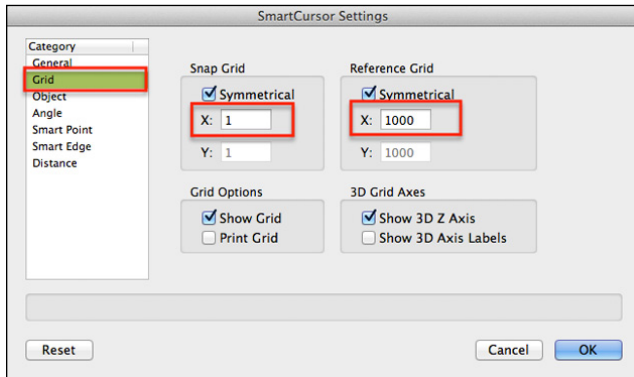 SmartCursor Settings
Category
General
Grid
Object
Angle
Smart Point
Smart Edge
Distance
Snap Grid
Symmetrical
X: 1
Y: 1
Reference Grid
Symmetrical
X: 1000
Y: 1000
Grid Options
Show Grid
Print Grid
3D Grid Axes
Show 3D Z Axis
Show 3D Axis Labels
Reset
Cancel
OK